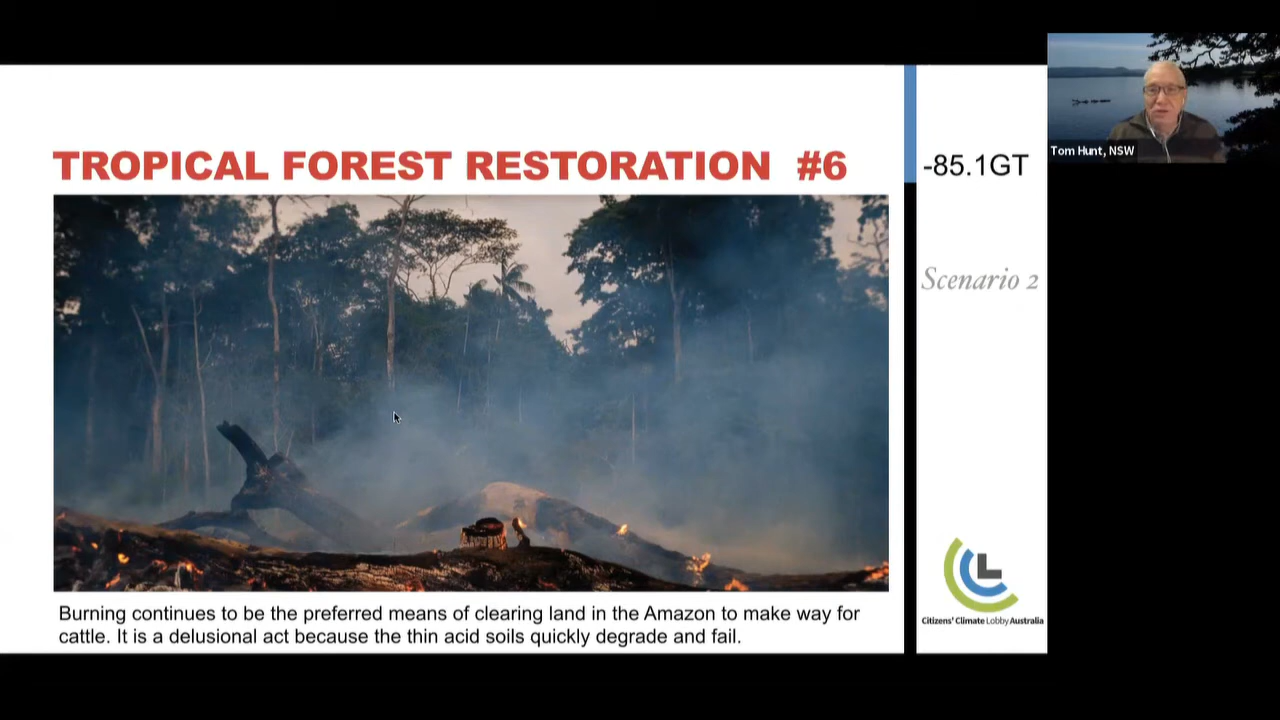 TROPICAL FOREST RESTORATION #6
Burning continues to be the preferred means of clearing land in the Amazon to make way for
cattle. It is a delusional act because the thin acid soils quickly degrade and fail.
-85.1GT
Scenario 2
CL
Citizens' Climate Lobby Australia
Tom Hunt, NSW